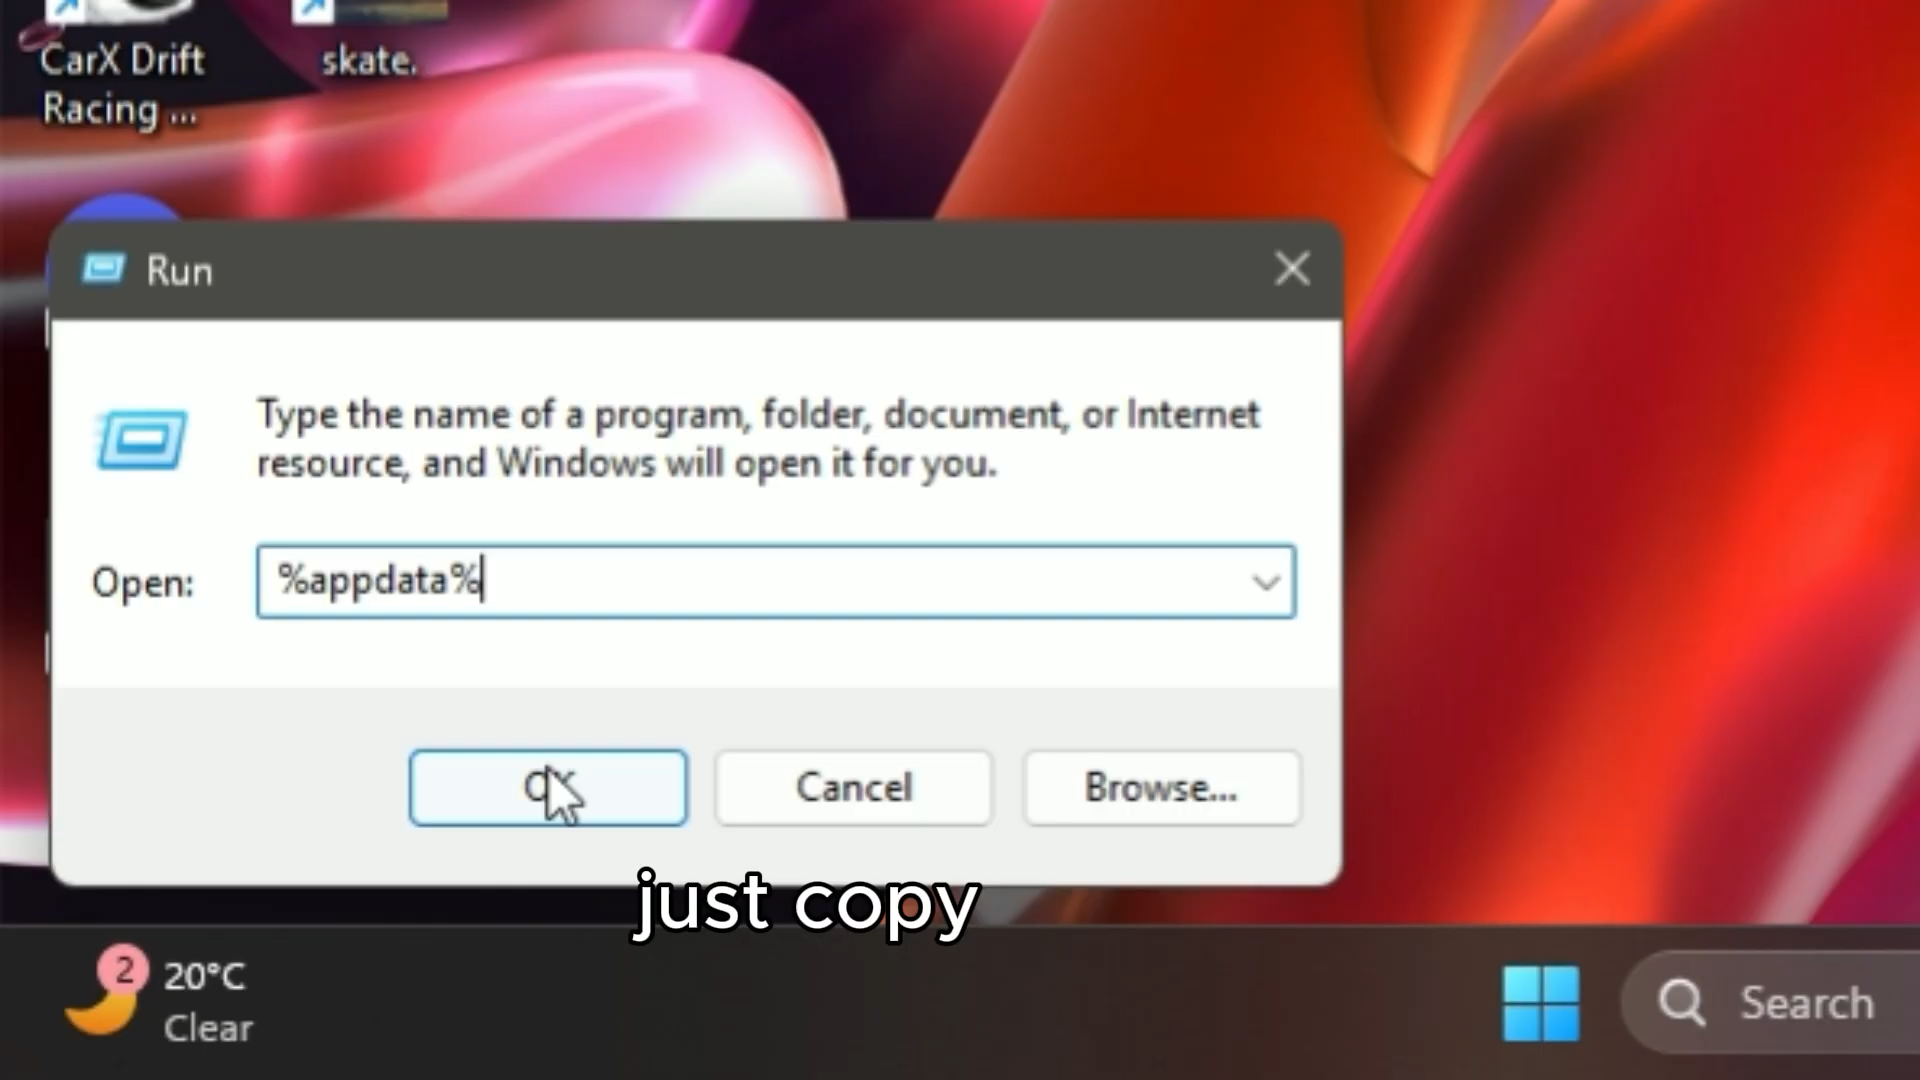 CarX Drift
Racing ...
skate.
Run
Type the name of a program, folder, document, or Internet
resource, and Windows will open it for you.
Open:
%appdata%
OK
Cancel
Browse...
just copy
2
20°C
Clear
Search